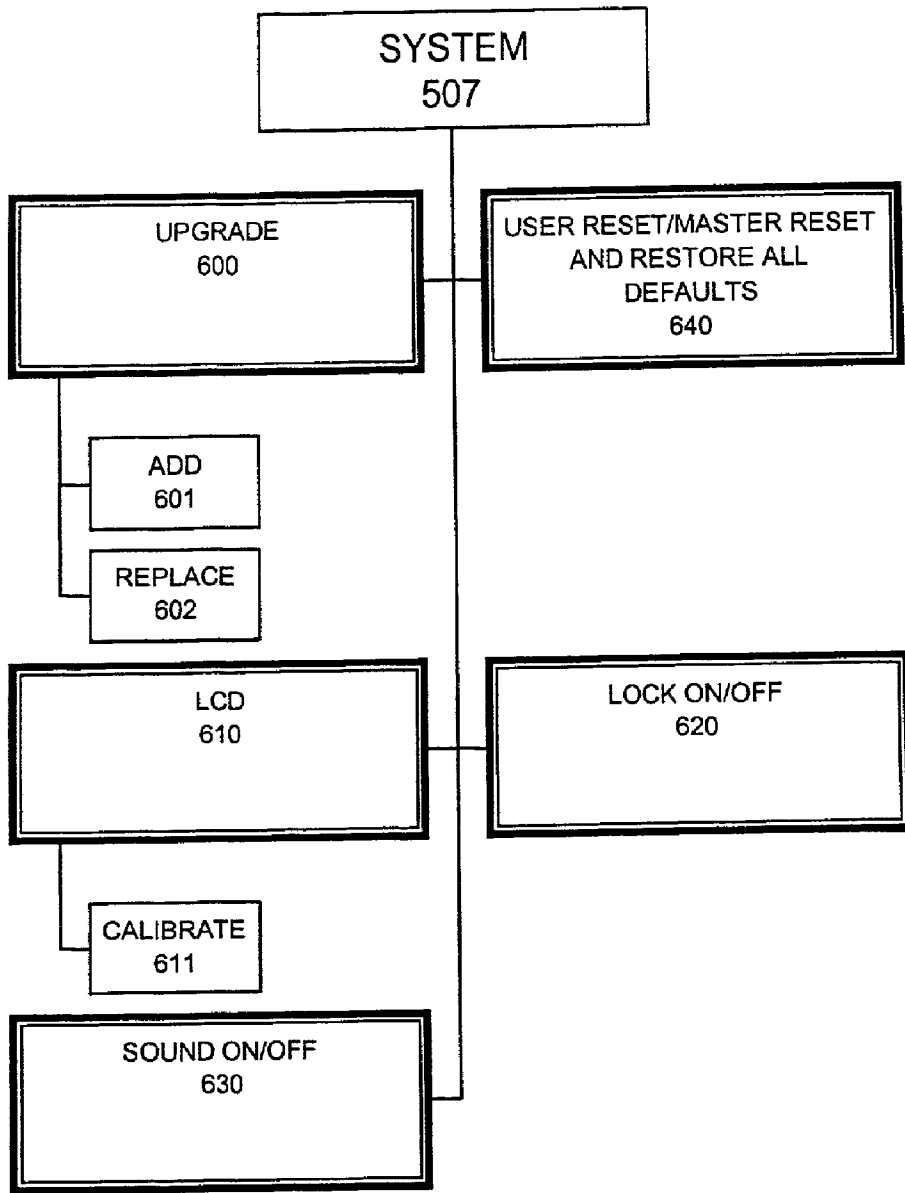 SYSTEM
507
UPGRADE
600
USER RESET/MASTER RESET
AND RESTORE ALL
DEFAULTS
640
ADD
601
REPLACE
602
LCD
610
LOCK ON/OFF
620
CALIBRATE
611
SOUND ON/OFF
630